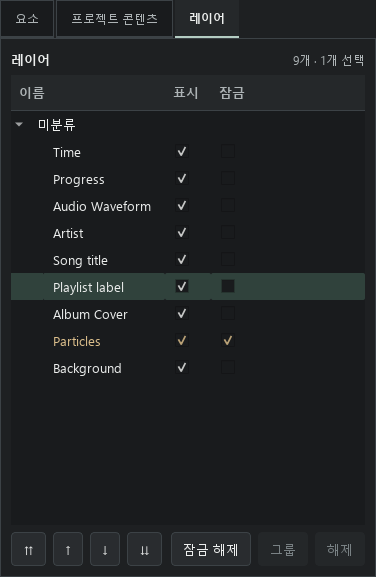 요소 프로젝트 콘텐츠 레이어
레이어 9개 · 1개 선택
이름 표시 잠금
미분류
Time
Progress
Audio Waveform
Artist
Song title
Playlist label
Album Cover
Particles
Background
잠금 해제 그룹 해제